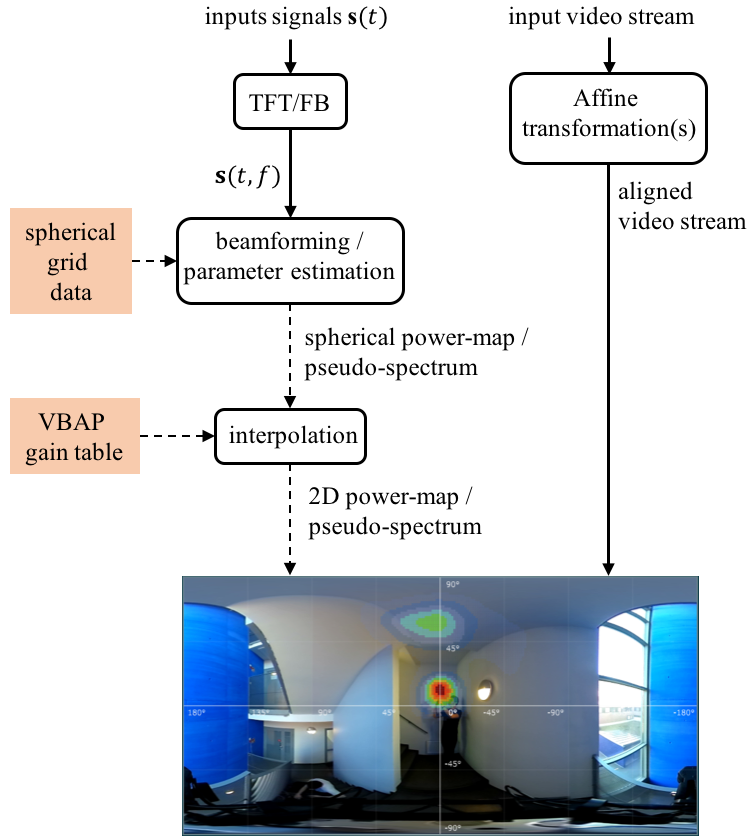 inputs signals s(t)
input video stream
TFT/FB
Affine
transformation(s)
s(t, f)
aligned
video stream
spherical
grid
data
beamforming /
parameter estimation
spherical power-map /
pseudo-spectrum
VBAP
gain table
interpolation
2D power-map /
pseudo-spectrum
90°
45°
180°
135°
90°
45°
0°
-45°
-90°
-180°
-45°
-90°